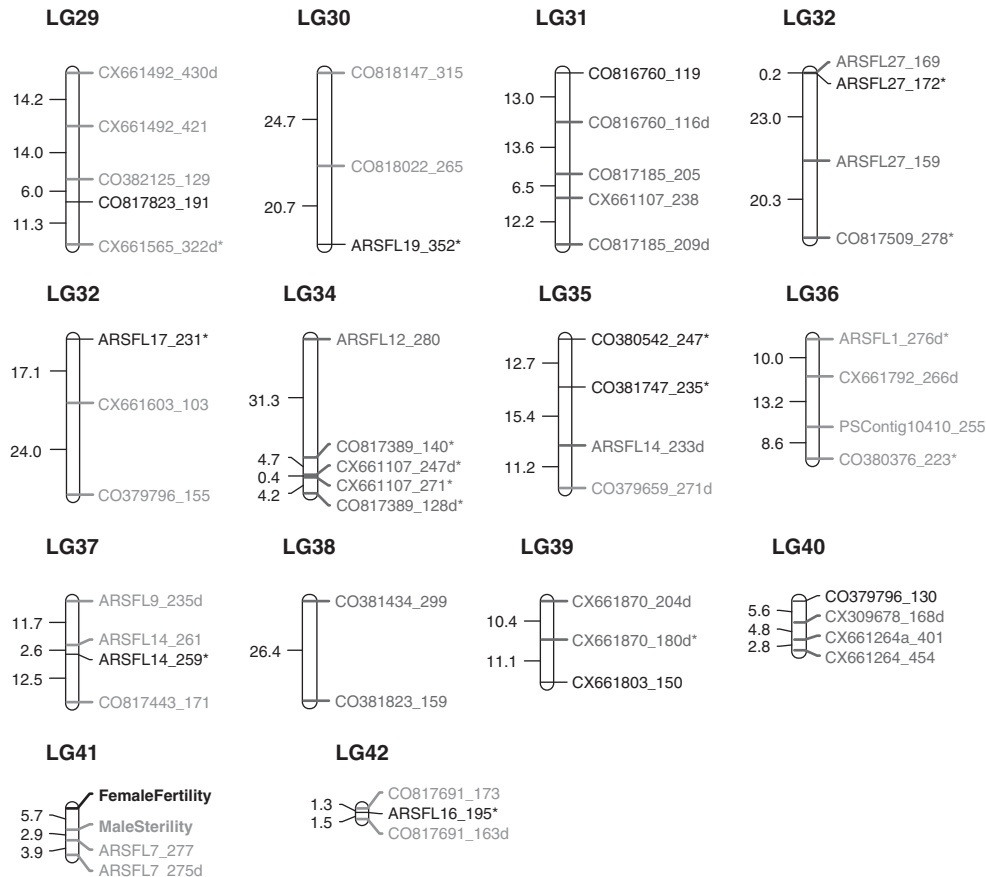 LG29
14.2
14.0
6.0
11.3
CX661492_430d
CX661492_421
CO382125_129
CO817823_191
CX661565_322d*
LG30
24.7
20.7
CO818147_315
CO818022_265
ARSFL19_352*
LG31
13.0
13.6
6.5
12.2
CO816760_119
CO816760_116d
CO817185_205
CX661107_238
CO817185_209d
LG32
0.2
23.0
20.3
ARSFL27_169
ARSFL27_172*
ARSFL27_159
CO817509_278*
LG32
17.1
24.0
ARSFL17_231*
CX661603_103
CO379796_155
LG34
31.3
4.7
0.4
4.2
ARSFL12_280
CO817389_140*
CX661107_247d*
CX661107_271*
CO817389_128d*
LG35
12.7
15.4
11.2
CO380542_247*
CO381747_235*
ARSFL14_233d
CO379659_271d
LG36
10.0
13.2
8.6
ARSFL1_276d*
CX661792_266d
PSContig10410_255
CO380376_223*
LG37
11.7
2.6
12.5
ARSFL9_235d
ARSFL14_261
ARSFL14_259*
CO817443_171
LG38
26.4
CO381434_299
CO381823_159
LG39
10.4
11.1
CX661870_204d
CX661870_180d*
CX661803_150
LG40
5.6
4.8
2.8
CO379796_130
CX309678_168d
CX661264a_401
CX661264_454
LG41
5.7
2.9
3.9
FemaleFertility
MaleSterility
ARSFL7_277
ARSFL7_275d
LG42
1.3
1.5
CO817691_173
ARSFL16_195*
CO817691_163d